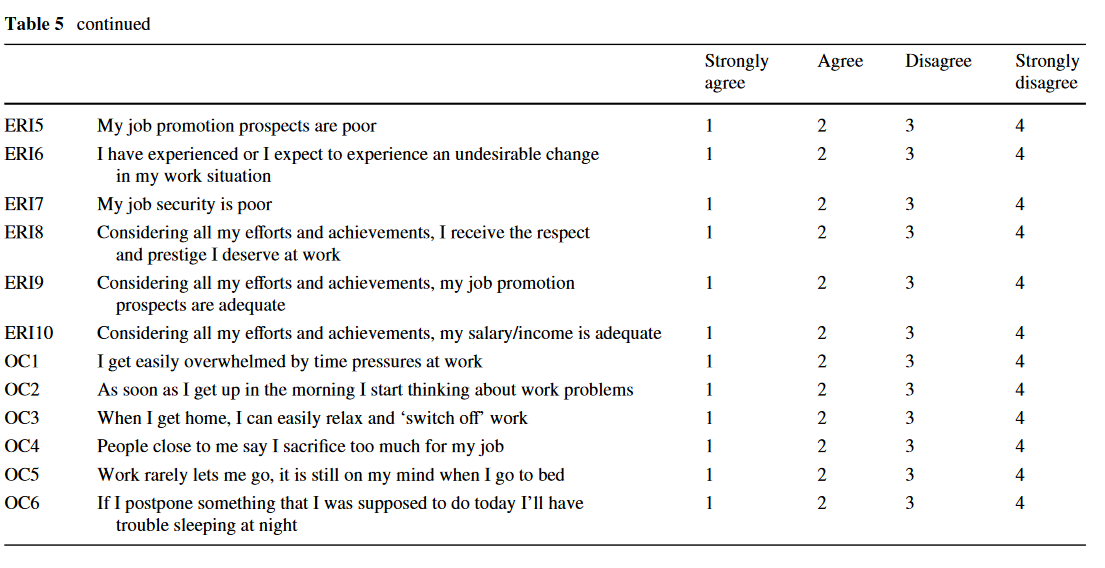 Table 5 continued
Strongly agree Agree Disagree Strongly disagree
ERI5 My job promotion prospects are poor 1 2 3 4
ERI6 I have experienced or I expect to experience an undesirable change 1 2 3 4
in my work situation
ERI7 My job security is poor 1 2 3 4
ERI8 Considering all my efforts and achievements, I receive the respect 1 2 3 4
and prestige I deserve at work
ERI9 Considering all my efforts and achievements, my job promotion 1 2 3 4
prospects are adequate
ERI10 Considering all my efforts and achievements, my salary/income is adequate 1 2 3 4
OC1 I get easily overwhelmed by time pressures at work 1 2 3 4
OC2 As soon as I get up in the morning I start thinking about work problems 1 2 3 4
OC3 When I get home, I can easily relax and ‘switch off’ work 1 2 3 4
OC4 People close to me say I sacrifice too much for my job 1 2 3 4
OC5 Work rarely lets me go, it is still on my mind when I go to bed 1 2 3 4
OC6 If I postpone something that I was supposed to do today I’ll have 1 2 3 4
trouble sleeping at night